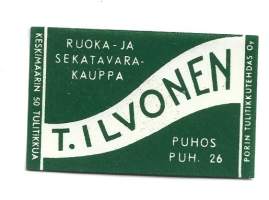 KESKIMÄÄRIN 50 TULITIKKUA
RUOKA-JA
SEKATAVARA-
KAUPPA
T. ILVONEN
PUHOS
PUH. 26
PORIN TULITIKKUTEHDAS OY